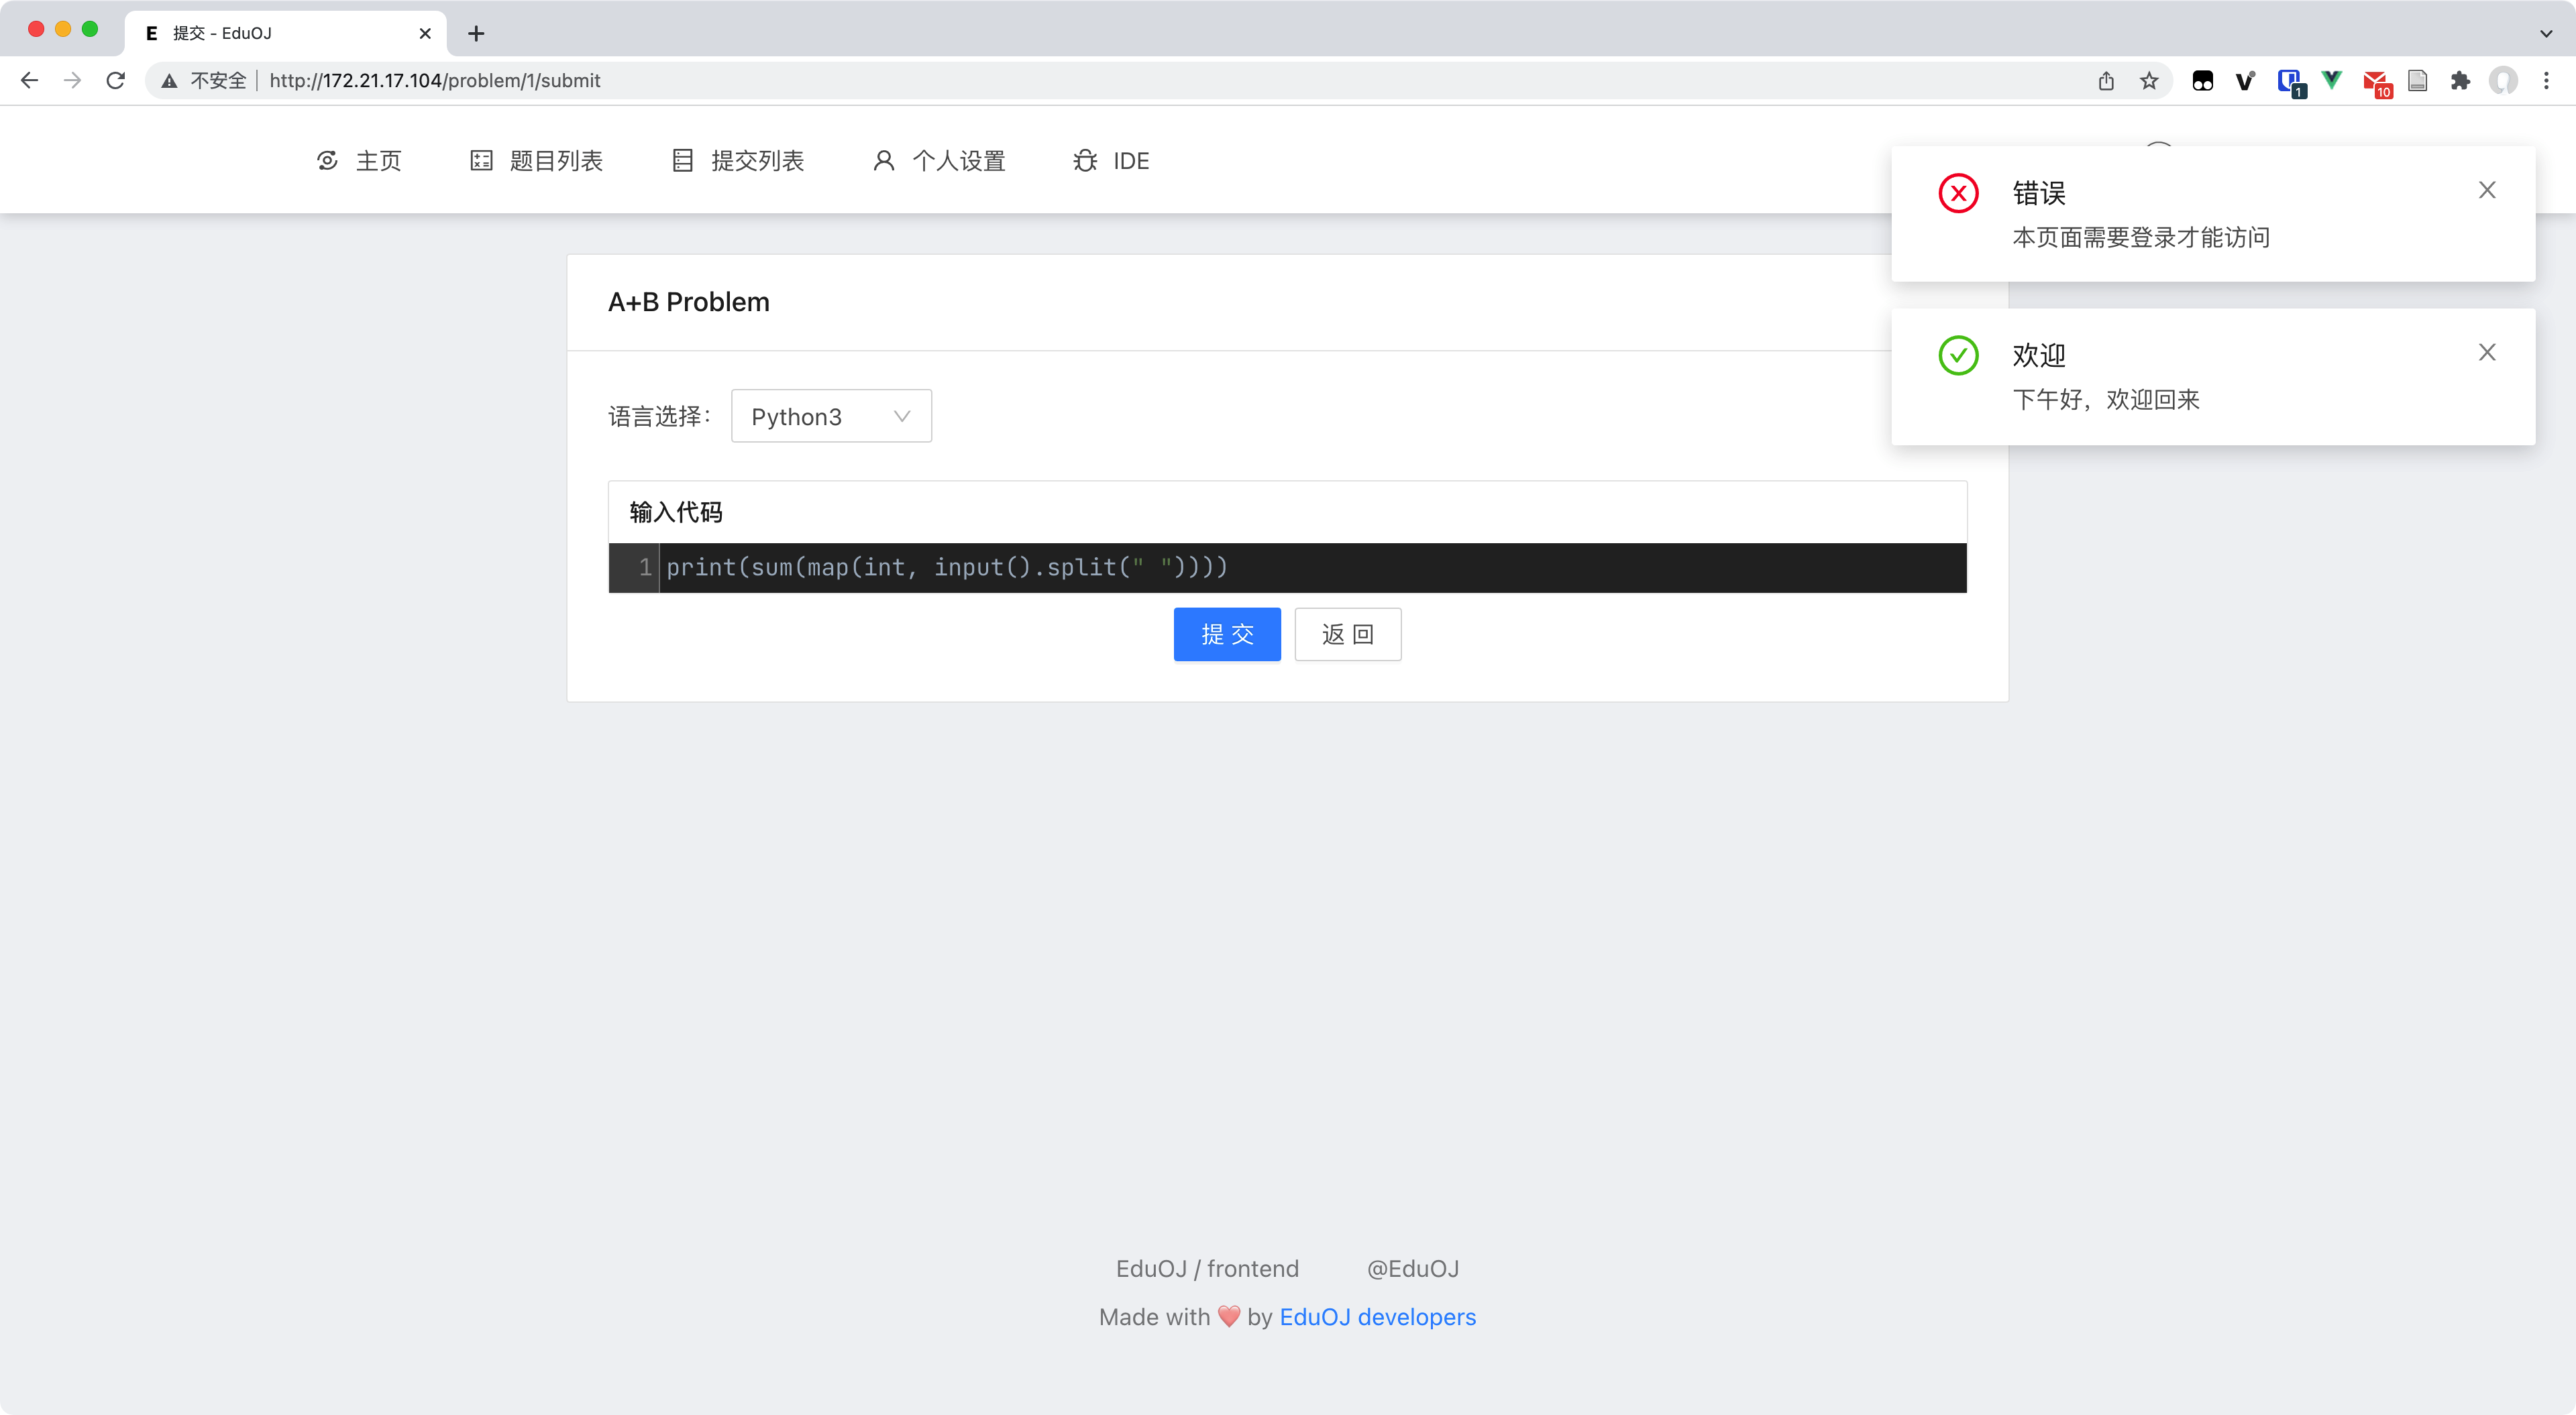 E 提交 - EduOJ
不安全 http://172.21.17.104/problem/1/submit
1
10
主页 题目列表 提交列表 个人设置 IDE
错误
本页面需要登录才能访问
欢迎
下午好，欢迎回来
A+B Problem
语言选择： Python3
输入代码
1 print(sum(map(int, input().split(" "))))
提 交 返 回
EduOJ / frontend @EduOJ
Made with ❤️ by EduOJ developers